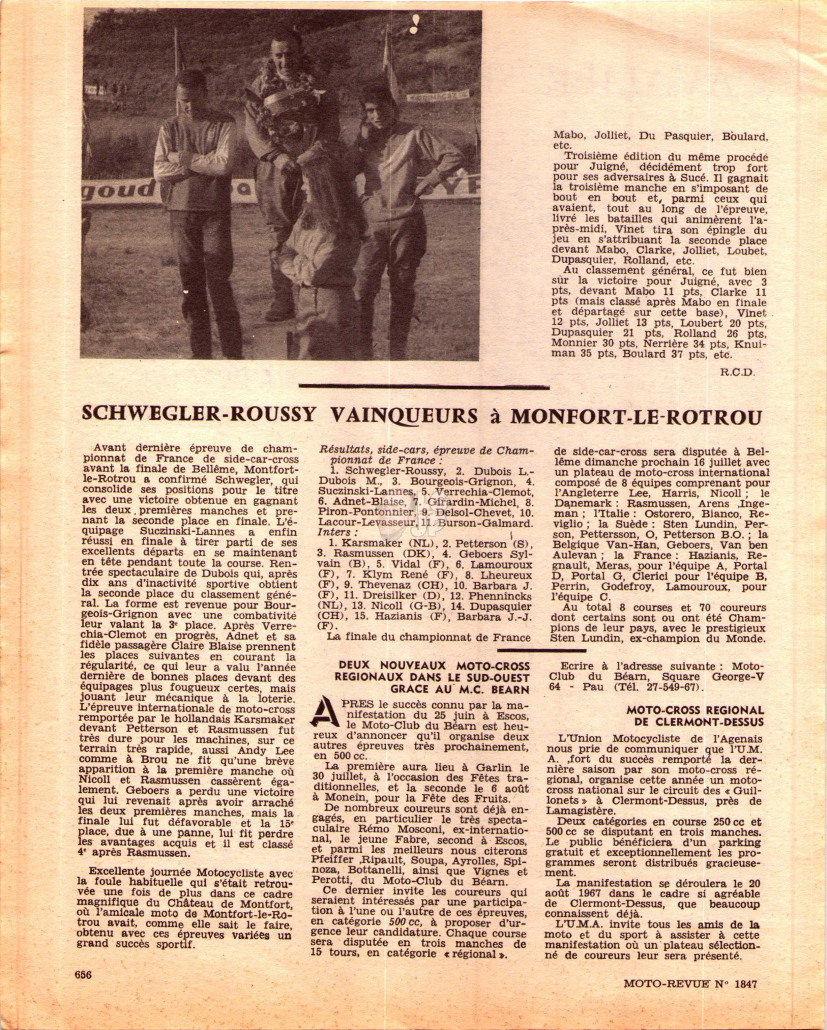 goud
Mabo, Jolliet, Du Pasquier, Boulard,
etc.
Troisième édition du même procédé
pour Juigné, décidément trop fort
pour ses adversaires à Sucé. Il gagnait
la troisième manche en s'imposant de
bout en bout et, parmi ceux qui
avaient, tout au long de l'épreuve,
livré les batailles qui animèrent l'a-
près-midi, Vinet tira son épingle du
jeu en s'attribuant la seconde place
devant Mabo, Clarke, Jolliet, Loubet,
Dupasquier, Rolland, etc.
Au classement général, ce fut bien
sûr la victoire pour Juigné, avec 3
pts, devant Mabo 11 pts, Clarke 11
pts (mais classé après Mabo en finale
et départagé sur cette base), Vinet
12 pts, Jolliet 13 pts, Loubert 20 pts,
Dupasquier 21 pts, Rolland 26 pts,
Monnier 30 pts, Nerrière 34 pts, Knui-
man 35 pts, Boulard 37 pts, etc.
R.C.D.
SCHWEGLER-ROUSSY VAINQUEURS à MONFORT-LE-ROTROU
Avant dernière épreuve de cham-
pionnat de France de side-car-cross
avant la finale de Bellême, Montfort-
le-Rotrou a confirmé Schwegler, qui
consolide ses positions pour le titre
avec une victoire obtenue en gagnant
les deux premières manches et pre-
nant la seconde place en finale. L'é-
quipage Suczinski-Lannes a enfin
réussi en finale à tirer parti de ses
excellents départs en se maintenant
en tête pendant toute la course. Ren-
trée spectaculaire de Dubois qui, après
dix ans d'inactivité sportive obtient
la seconde place du classement géné-
ral. La forme est revenue pour Bour-
geois-Grignon avec une combativité
leur valant la 3e place. Après Verre-
chia-Clemot en progrès, Adnet et sa
fidèle passagère Claire Blaise prennent
les places suivantes en courant la
régularité, ce qui leur a valu l'année
dernière de bonnes places devant des
équipages plus fougueux certes, mais
jouant leur mécanique à la loterie.
L'épreuve internationale de moto-cross
remportée par le hollandais Karsmaker
devant Petterson et Rasmussen fut
très dure pour les machines, sur ce
terrain très rapide, aussi Andy Lee
comme à Brou ne fit qu'une brève
apparition à la première manche où
Nicoll et Rasmussen cassèrent éga-
lement. Geboers a perdu une victoire
qui lui revenait après avoir arraché
les deux premières manches, mais la
finale lui fut défavorable et la 15e
place, due à une panne, lui fit perdre
les avantages acquis et il est classé
4e après Rasmussen.
Excellente journée Motocycliste avec
la foule habituelle qui s'était retrou-
vée une fois de plus dans ce cadre
magnifique du Château de Montfort,
où l'amicale moto de Montfort-le-Ro-
trou avait, comme elle sait le faire,
obtenu avec ces épreuves variées un
grand succès sportif.
Résultats, side-cars, épreuve de Cham-
pionnat de France :
1. Schwegler-Roussy, 2. Dubois L.-
Dubois M., 3. Bourgeois-Grignon, 4.
Suczinski-Lannes, 5. Verrechia-Clemot,
6. Adnet-Blaise, 7. Girardin-Michel, 8.
Piron-Pontonnier, 9. Delsol-Chevet, 10.
Lacour-Levasseur, 11. Burson-Galmard.
Inters :
1. Karsmaker (NL), 2. Petterson (S),
3. Rasmussen (DK), 4. Geboers Syl-
vain (B), 5. Vidal (F), 6. Lamouroux
(F), 7. Klym René (F), 8. Lheureux
(F), 9. Thevenaz (CH), 10. Barbara J.
(F), 11. Dreisilker (D), 12. Phennincks
(NL), 13. Nicoll (G-B), 14. Dupasquier
(CH), 15. Hazianis (F), Barbara J.-J.
(F).
La finale du championnat de France
de side-car-cross sera disputée à Bel-
lême dimanche prochain 16 juillet avec
un plateau de moto-cross international
composé de 8 équipes comprenant pour
l'Angleterre Lee, Harris, Nicoll ; le
Danemark : Rasmussen, Arens ,Inge-
man ; l'Italie : Ostorero, Bianco, Re-
viglio ; la Suède : Sten Lundin, Per-
son, Pettersson, O, Petterson B.O. ; la
Belgique Van-Han, Geboers, Van ben
Aulevan ; la France : Hazianis, Re-
gnault, Meras, pour l'équipe A, Portal
D, Portal G, Clerici pour l'équipe B,
Perrin, Godefroy, Lamouroux, pour
l'équipe C.
Au total 8 courses et 70 coureurs
dont certains sont ou ont été Cham-
pions de leur pays, avec le prestigieux
Sten Lundin, ex-champion du Monde.
DEUX NOUVEAUX MOTO-CROSS
REGIONAUX DANS LE SUD-OUEST
GRACE AU M.C. BEARN
APRES le succès connu par la ma-
nifestation du 25 juin à Escos,
le Moto-Club du Béarn est heu-
reux d'annoncer qu'il organise deux
autres épreuves très prochainement,
en 500 cc.
La première aura lieu à Garlin le
30 juillet, à l'occasion des Fêtes tra-
ditionnelles, et la seconde le 6 août
à Monein, pour la Fête des Fruits.
De nombreux coureurs sont déjà en-
gagés, en particulier le très specta-
culaire Rémo Mosconi, ex-internatio-
nal, le jeune Fabre, second à Escos,
et parmi les meilleurs nous citerons
Pfeiffer ,Ripault, Soupa, Ayrolles, Spi-
noza, Bottanelli, ainsi que Vignes et
Perotti, du Moto-Club du Béarn.
Ce dernier invite les coureurs qui
seraient intéressés par une participa-
tion à l'une ou l'autre de ces épreuves,
en catégorie 500 cc, à proposer d'ur-
gence leur candidature. Chaque course
sera disputée en trois manches de
15 tours, en catégorie « régional ».
Ecrire à l'adresse suivante : Moto-
Club du Béarn, Square George-V
64 - Pau (Tél. 27-549-67).
MOTO-CROSS REGIONAL
DE CLERMONT-DESSUS
L'Union Motocycliste de l'Agenais
nous prie de communiquer que l'U.M.
A. ,fort du succès remporté la der-
nière saison par son moto-cross ré-
gional, organise cette année un moto-
cross national sur le circuit des « Guil-
lonets » à Clermont-Dessus, près de
Lamagistère.
Deux catégories en course 250 cc et
500 cc se disputant en trois manches.
Le public bénéficiera d'un parking
gratuit et exceptionnellement les pro-
grammes seront distribués gracieuse-
ment.
La manifestation se déroulera le 20
août 1967 dans le cadre si agréable
de Clermont-Dessus, que beaucoup
connaissent déjà.
L'U.M.A. invite tous les amis de la
moto et du sport à assister à cette
manifestation où un plateau sélection-
né de coureurs leur sera présenté.
656
MOTO-REVUE N° 1847